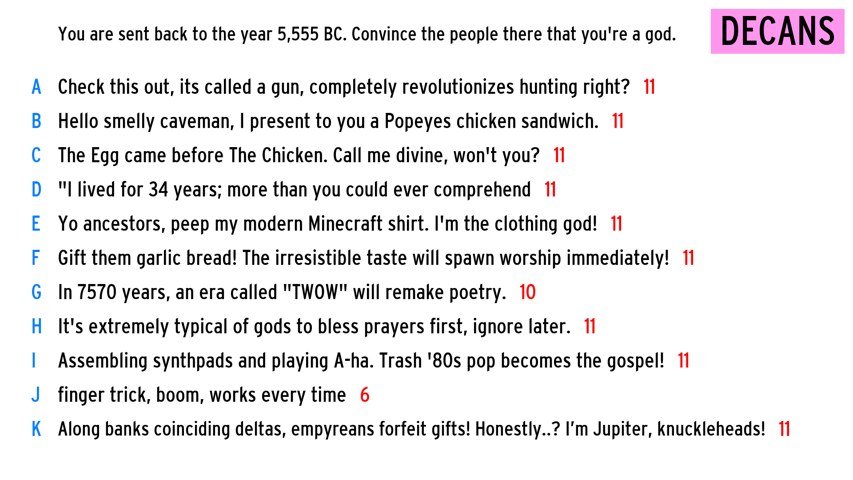 You are sent back to the year 5,555 BC. Convince the people there that you're a god.
DECANS
A Check this out, its called a gun, completely revolutionizes hunting right? 11
B Hello smelly caveman, I present to you a Popeyes chicken sandwich. 11
C The Egg came before The Chicken. Call me divine, won't you? 11
D "I lived for 34 years; more than you could ever comprehend 11
E Yo ancestors, peep my modern Minecraft shirt. I'm the clothing god! 11
F Gift them garlic bread! The irresistible taste will spawn worship immediately! 11
G In 7570 years, an era called "TWOW" will remake poetry. 10
H It's extremely typical of gods to bless prayers first, ignore later. 11
I Assembling synthpads and playing A-ha. Trash '80s pop becomes the gospel! 11
J finger trick, boom, works every time 6
K Along banks coinciding deltas, empyreans forfeit gifts! Honestly..? I’m Jupiter, knuckleheads! 11